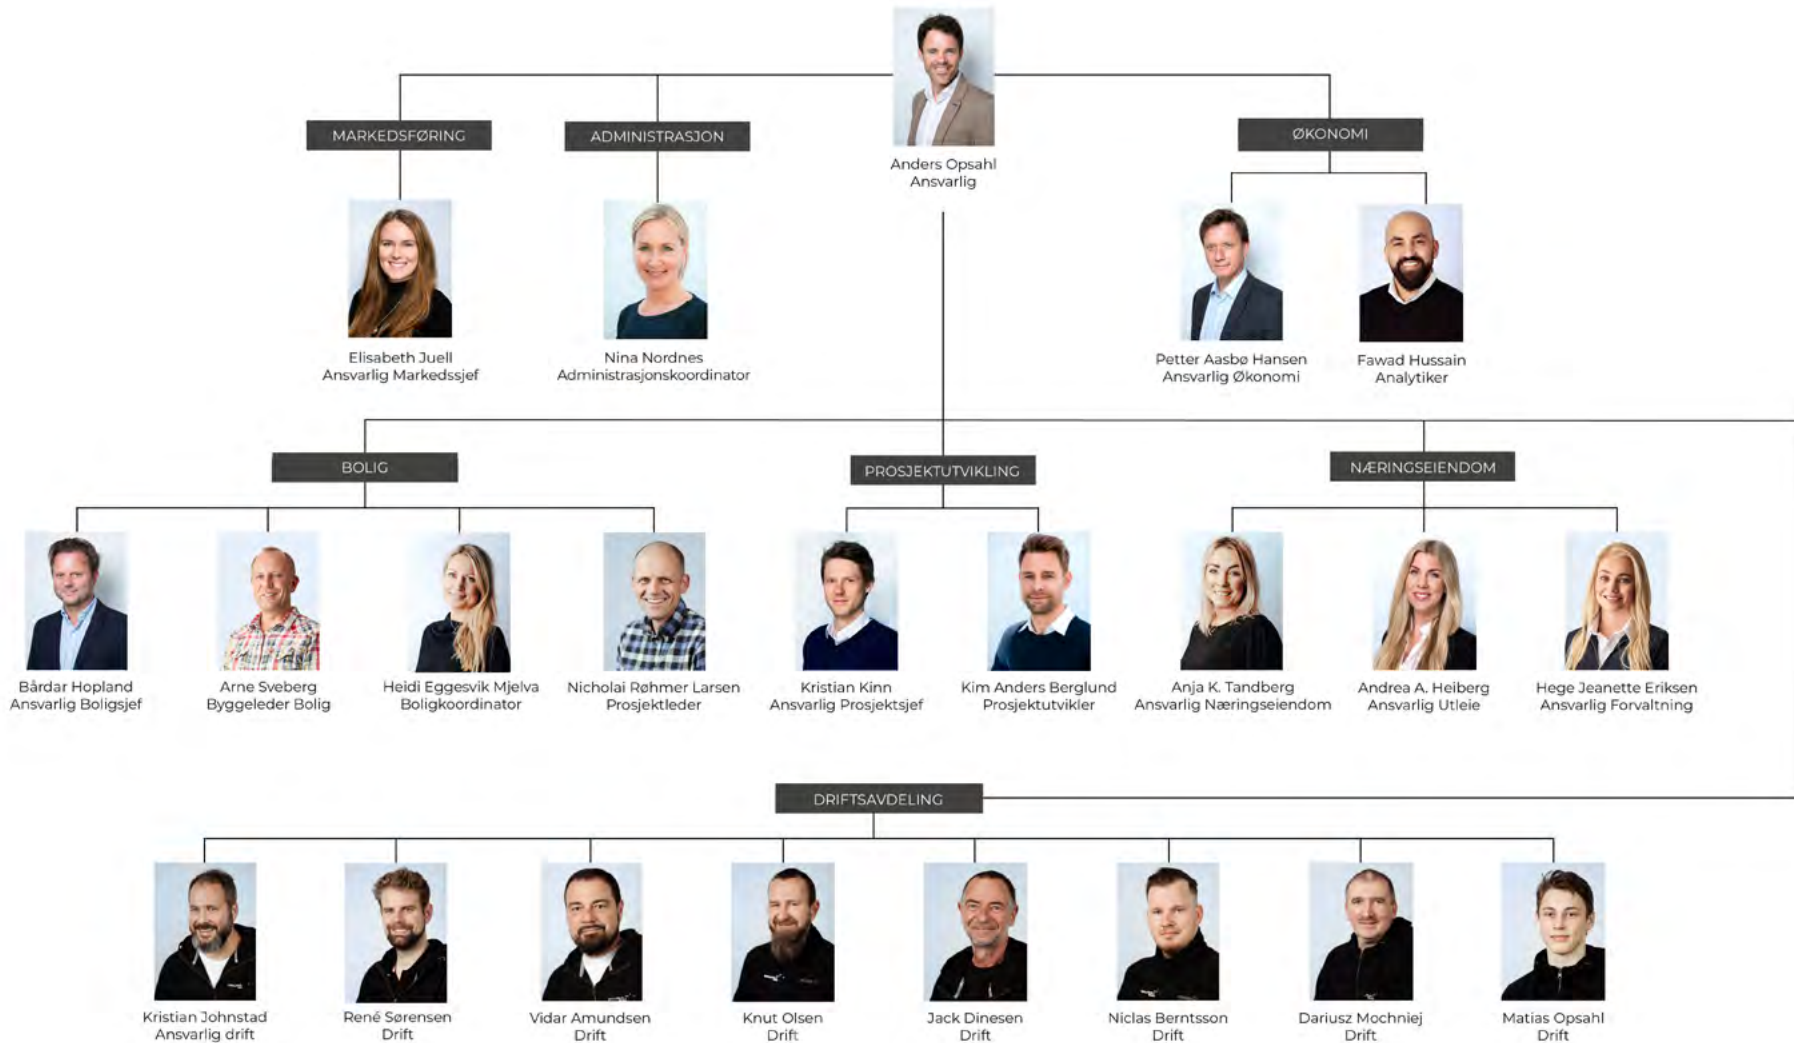 MARKEDSFØRING
ADMINISTRASJON
ØKONOMI
Anders Opsahl
Ansvarlig
Elisabeth Juell
Ansvarlig Markedssjef
Nina Nordnes
Administrasjonskoordinator
Petter Aasbø Hansen
Ansvarlig Økonomi
Fawad Hussain
Analytiker
BOLIG
PROSJEKTUTVIKLING
NÆRINGSEIENDOM
Bårdar Hopland
Ansvarlig Boligsjef
Arne Sveberg
Byggeleder Bolig
Heidi Eggesvik Mjelva
Boligkoordinator
Nicholai Røhmer Larsen
Prosjektleder
Kristian Kinn
Ansvarlig Prosjektsjef
Kim Anders Berglund
Prosjektutvikler
Anja K. Tandberg
Ansvarlig Næringseiendom
Andrea A. Heiberg
Ansvarlig Utleie
Hege Jeanette Eriksen
Ansvarlig Forvaltning
DRIFTSAVDELING
Kristian Johnstad
Ansvarlig drift
René Sørensen
Drift
Vidar Amundsen
Drift
Knut Olsen
Drift
Jack Dinesen
Drift
Niclas Berntsson
Drift
Dariusz Mochniej
Drift
Matias Opsahl
Drift